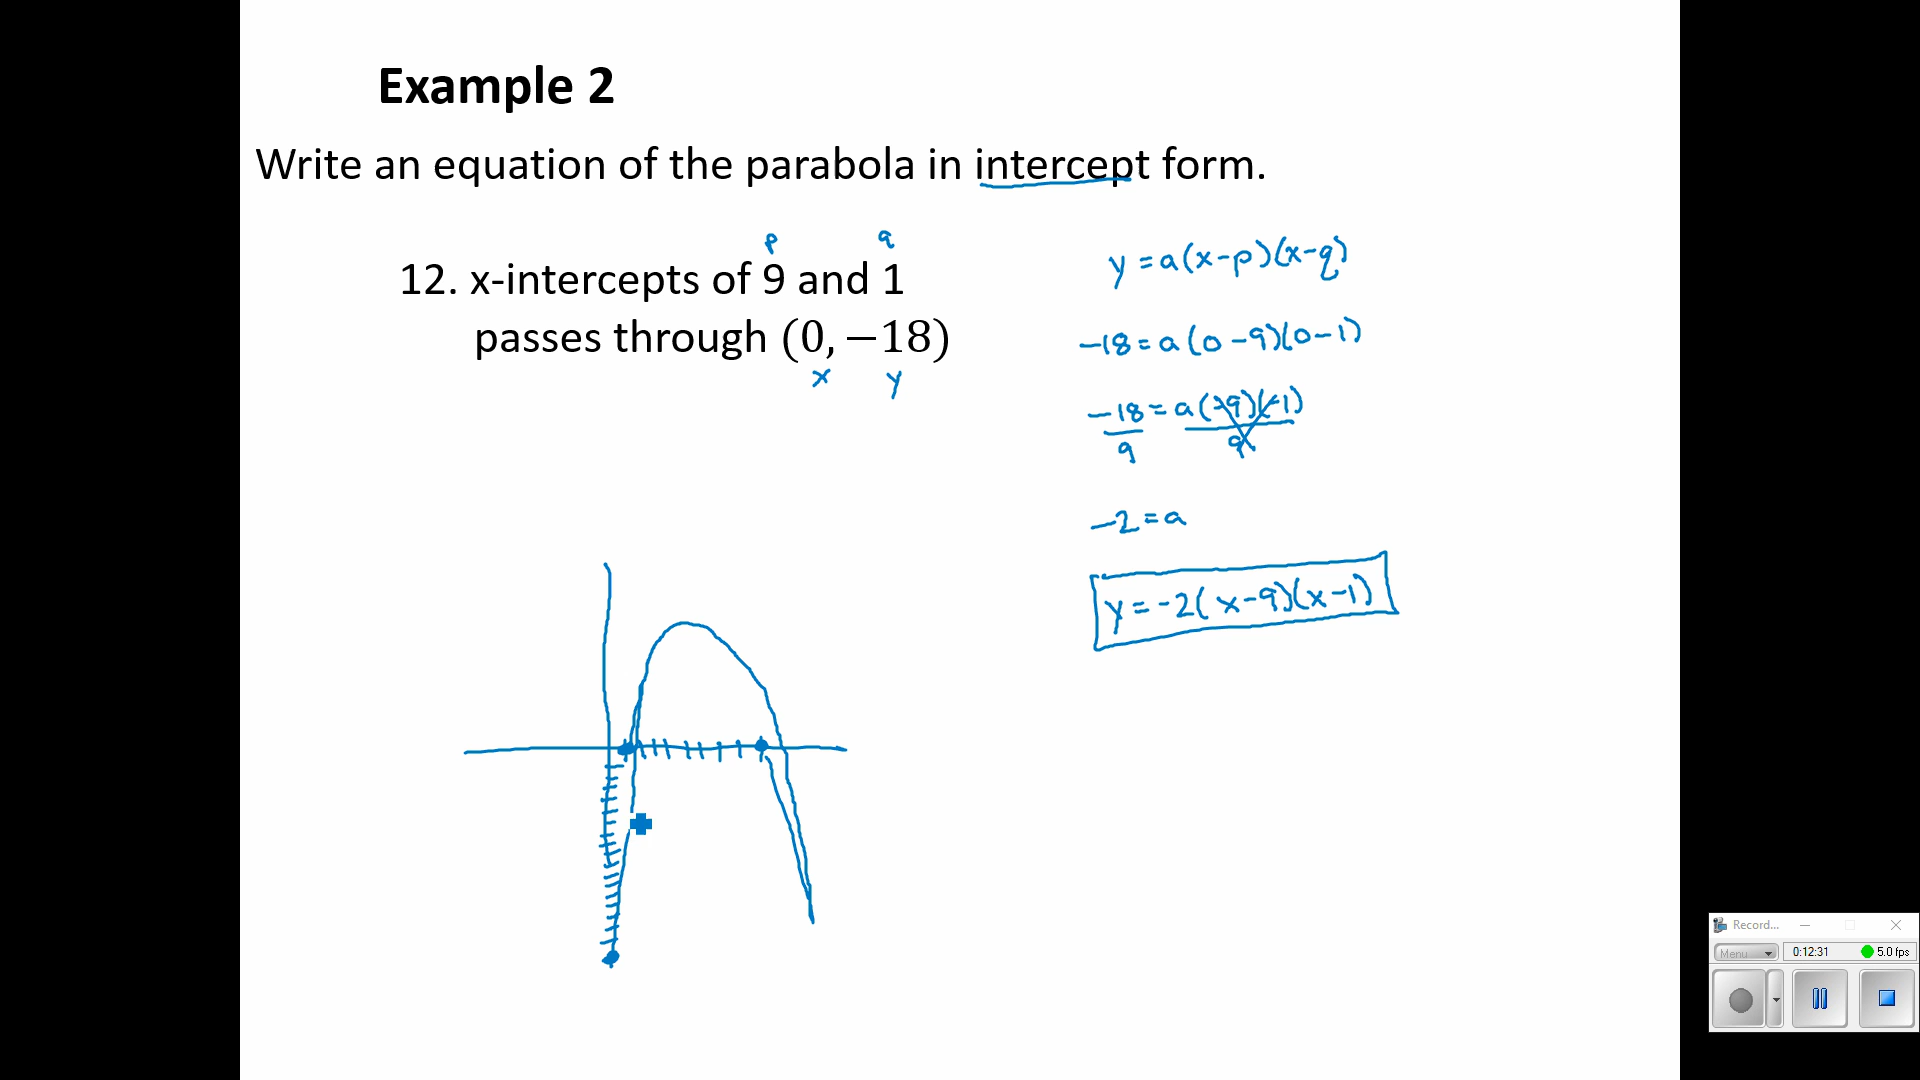 Example 2
Write an equation of the parabola in intercept form.
p q
12. x-intercepts of 9 and 1
passes through (0, −18)
x y
y = a(x-p)(x-q)
-18 = a(0-9)(0-1)
-18 = a(-9)(-1)
9 9
-2 = a
y = -2(x-9)(x-1)
Record...
Menu 0:12:31 5.0 fps